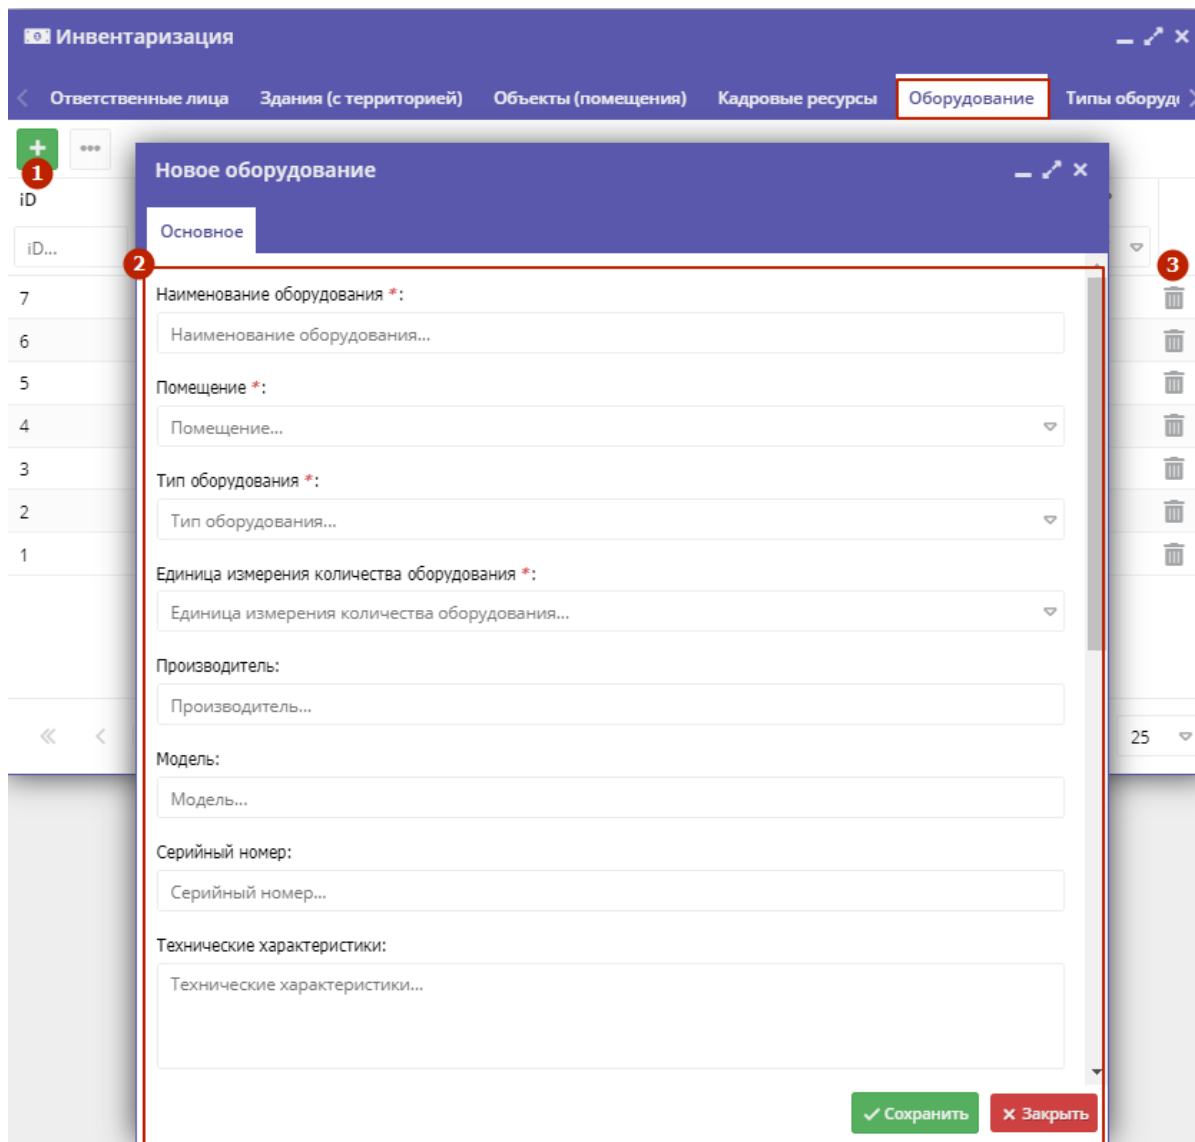 Инвентаризация
Ответственные лица Здания (с территорией) Объекты (помещения) Кадровые ресурсы Оборудование Типы оборуд
1
iD
iD...
7
6
5
4
3
2
1
Новое оборудование
Основное
2
3
Наименование оборудования *:
Наименование оборудования...
Помещение *:
Помещение...
Тип оборудования *:
Тип оборудования...
Единица измерения количества оборудования *:
Единица измерения количества оборудования...
Производитель:
Производитель...
Модель:
Модель...
Серийный номер:
Серийный номер...
Технические характеристики:
Технические характеристики...
25
Сохранить Закрыть